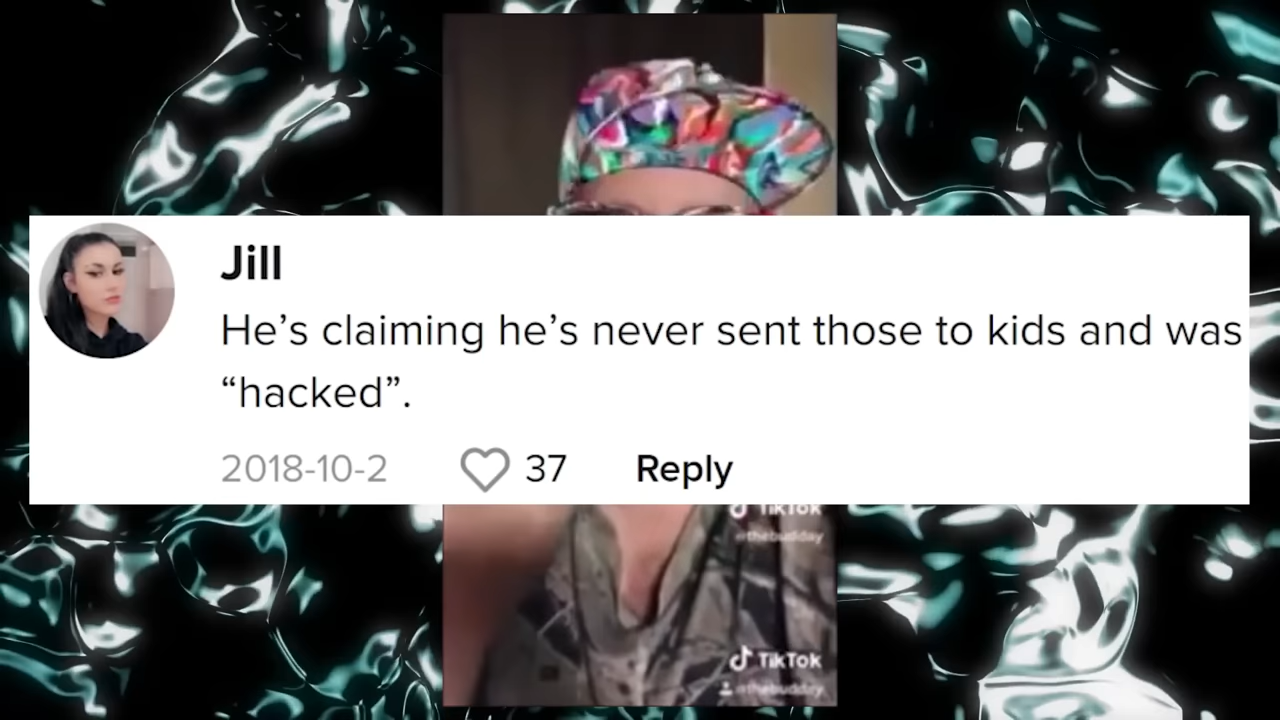 Jill
He’s claiming he’s never sent those to kids and was
“hacked”.
2018-10-2 37 Reply
TikTok
@thebudday
TikTok
@thebudday